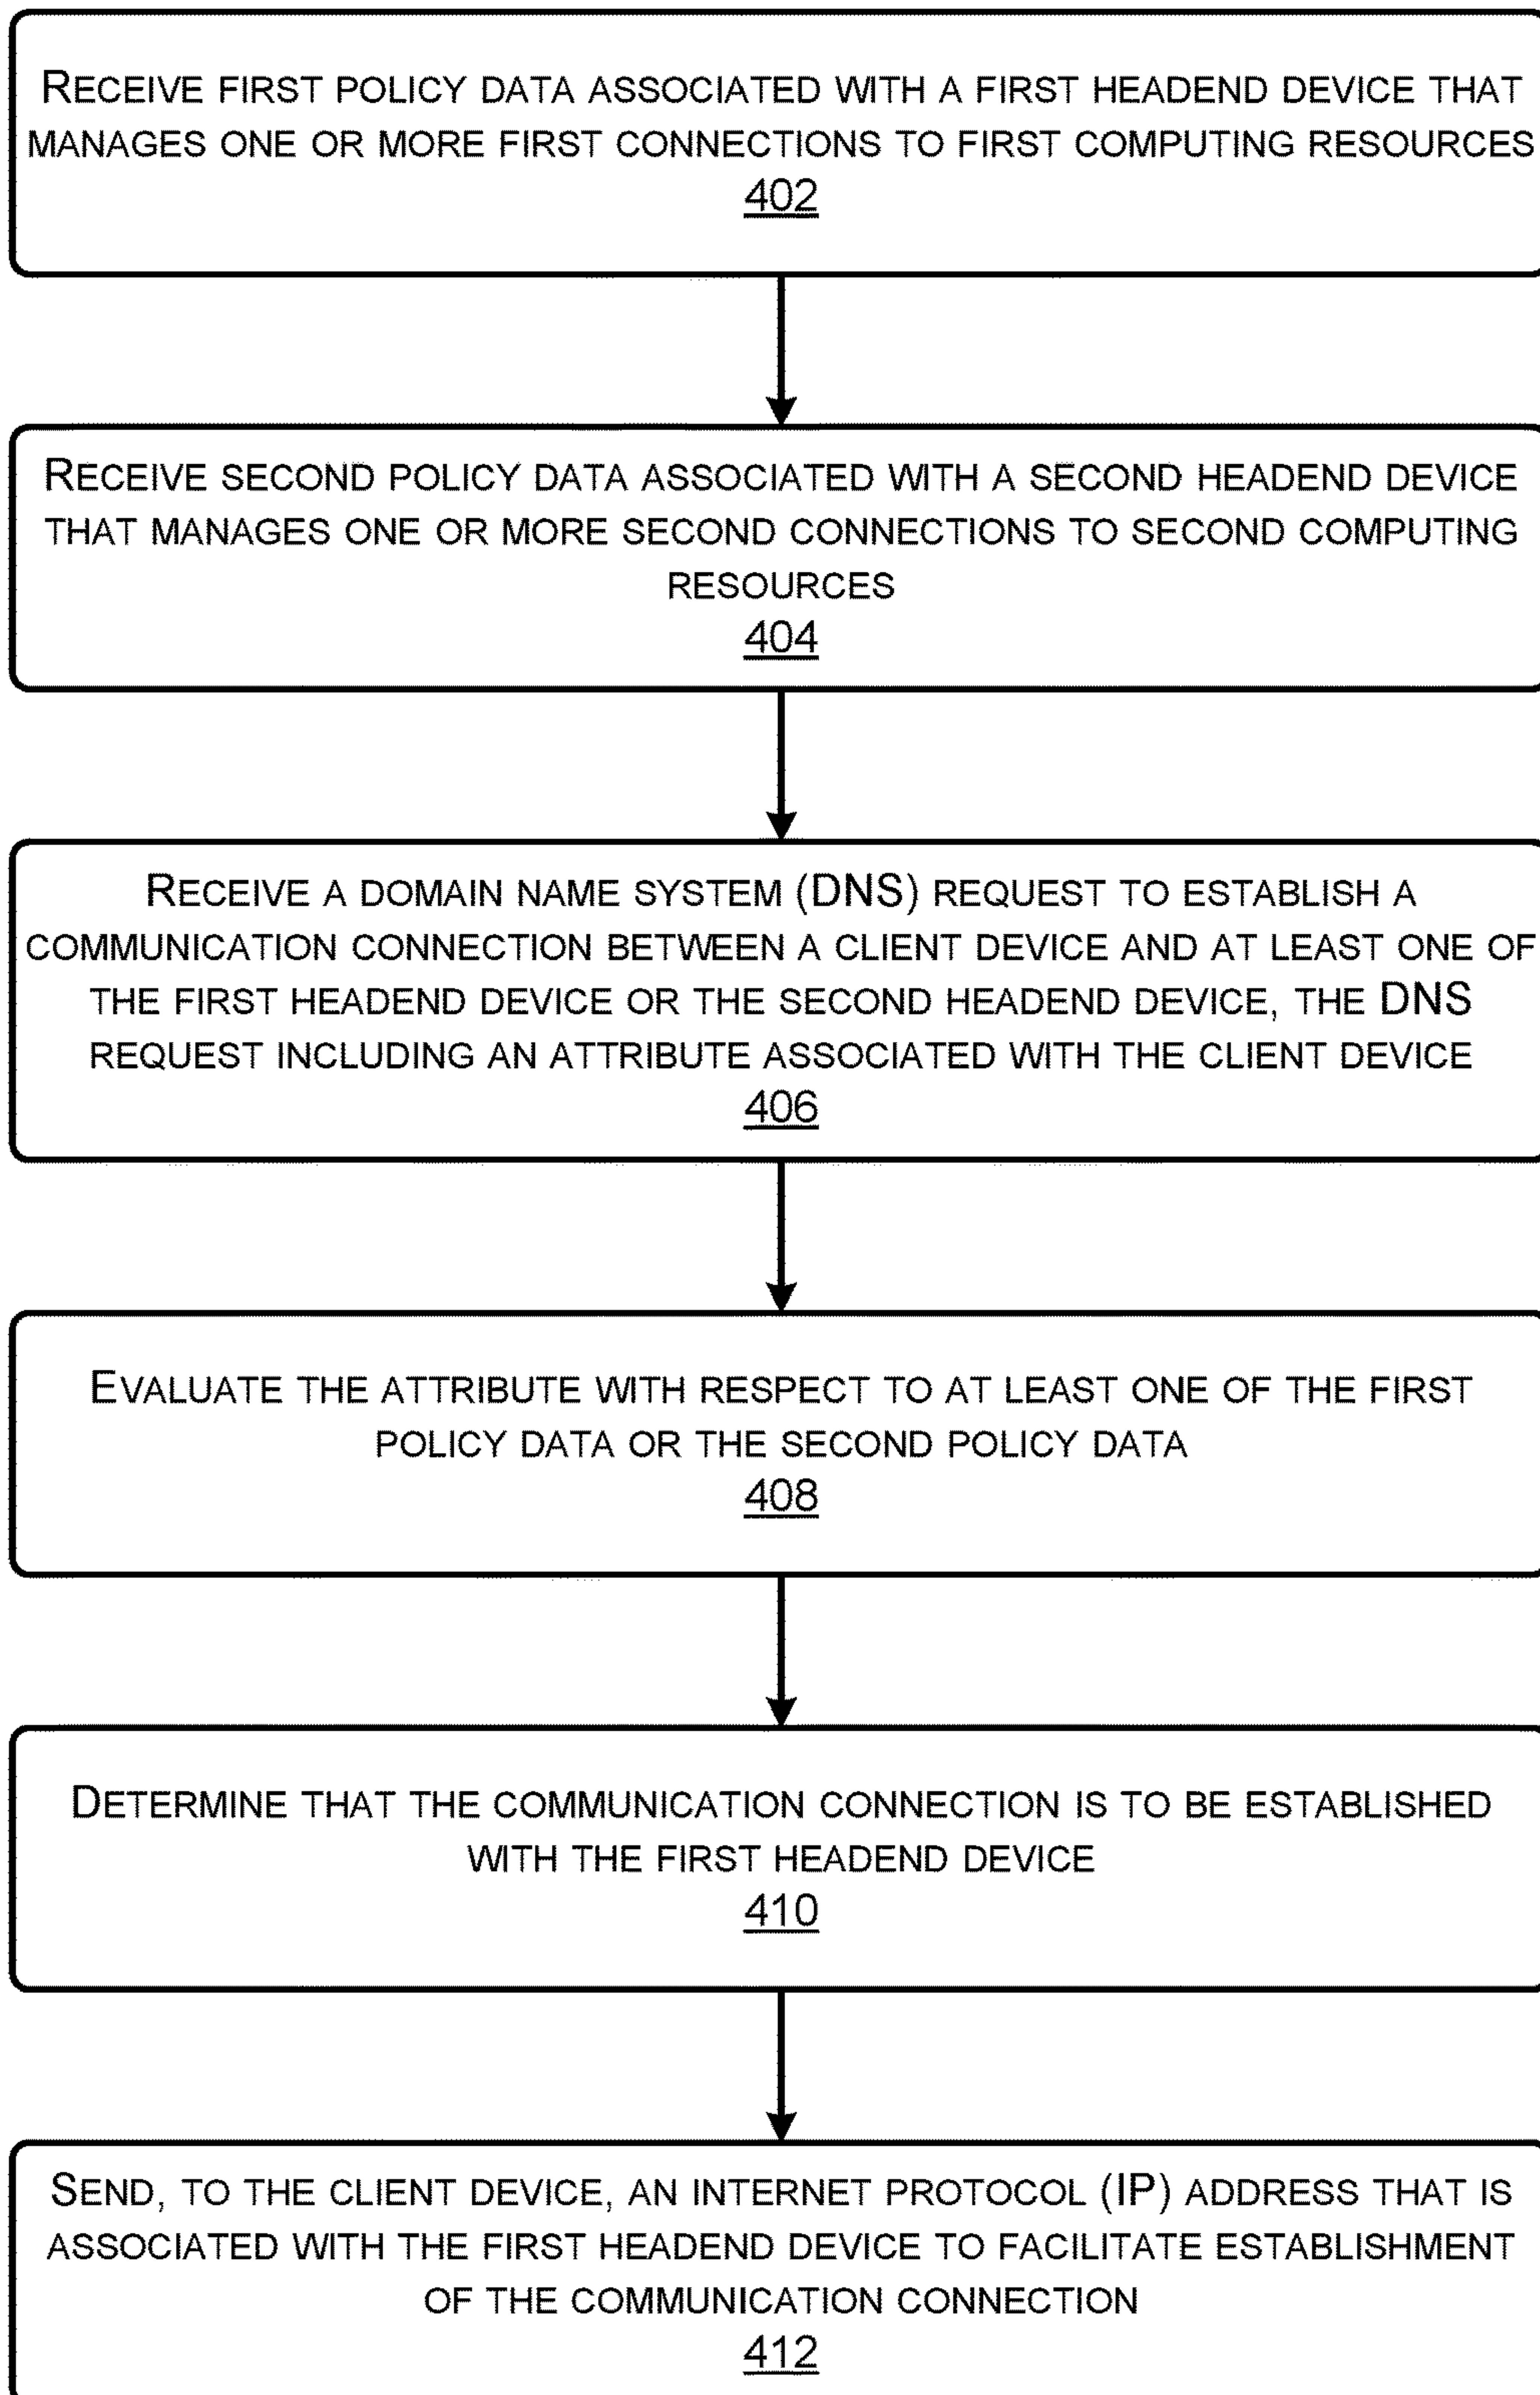 RECEIVE FIRST POLICY DATA ASSOCIATED WITH A FIRST HEADEND DEVICE THAT
MANAGES ONE OR MORE FIRST CONNECTIONS TO FIRST COMPUTING RESOURCES
402
RECEIVE SECOND POLICY DATA ASSOCIATED WITH A SECOND HEADEND DEVICE
THAT MANAGES ONE OR MORE SECOND CONNECTIONS TO SECOND COMPUTING
RESOURCES
404
RECEIVE A DOMAIN NAME SYSTEM (DNS) REQUEST TO ESTABLISH A
COMMUNICATION CONNECTION BETWEEN A CLIENT DEVICE AND AT LEAST ONE OF
THE FIRST HEADEND DEVICE OR THE SECOND HEADEND DEVICE, THE DNS
REQUEST INCLUDING AN ATTRIBUTE ASSOCIATED WITH THE CLIENT DEVICE
406
EVALUATE THE ATTRIBUTE WITH RESPECT TO AT LEAST ONE OF THE FIRST
POLICY DATA OR THE SECOND POLICY DATA
408
DETERMINE THAT THE COMMUNICATION CONNECTION IS TO BE ESTABLISHED
WITH THE FIRST HEADEND DEVICE
410
SEND, TO THE CLIENT DEVICE, AN INTERNET PROTOCOL (IP) ADDRESS THAT IS
ASSOCIATED WITH THE FIRST HEADEND DEVICE TO FACILITATE ESTABLISHMENT
OF THE COMMUNICATION CONNECTION
412